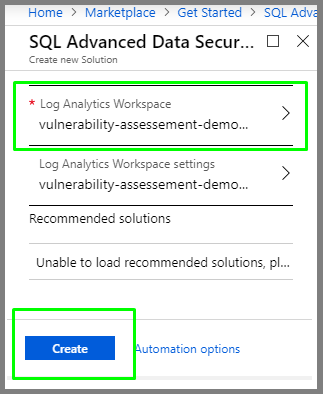 Home > Marketplace > Get Started > SQL Adva
SQL Advanced Data Secur...
Create new Solution
* Log Analytics Workspace
vulnerability-assessement-demo...
Log Analytics Workspace settings
vulnerability-assessement-demo...
Recommended solutions
Unable to load recommended solutions, pl...
Create Automation options